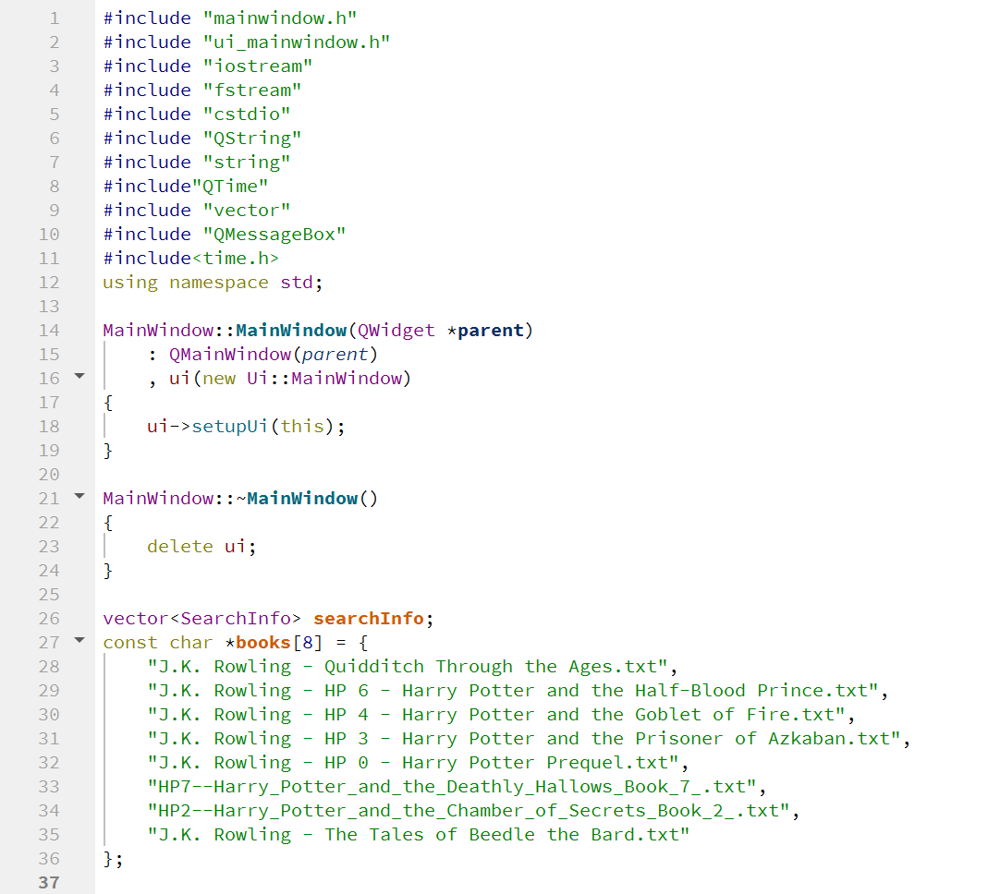 1 #include "mainwindow.h"
2 #include "ui_mainwindow.h"
3 #include "iostream"
4 #include "fstream"
5 #include "cstdio"
6 #include "QString"
7 #include "string"
8 #include"QTime"
9 #include "vector"
10 #include "QMessageBox"
11 #include<time.h>
12 using namespace std;
13
14 MainWindow::MainWindow(QWidget *parent)
15     : QMainWindow(parent)
16     , ui(new Ui::MainWindow)
17 {
18     ui->setupUi(this);
19 }
20
21 MainWindow::~MainWindow()
22 {
23     delete ui;
24 }
25
26 vector<SearchInfo> searchInfo;
27 const char *books[8] = {
28     "J.K. Rowling - Quidditch Through the Ages.txt",
29     "J.K. Rowling - HP 6 - Harry Potter and the Half-Blood Prince.txt",
30     "J.K. Rowling - HP 4 - Harry Potter and the Goblet of Fire.txt",
31     "J.K. Rowling - HP 3 - Harry Potter and the Prisoner of Azkaban.txt",
32     "J.K. Rowling - HP 0 - Harry Potter Prequel.txt",
33     "HP7--Harry_Potter_and_the_Deathly_Hallows_Book_7_.txt",
34     "HP2--Harry_Potter_and_the_Chamber_of_Secrets_Book_2_.txt",
35     "J.K. Rowling - The Tales of Beedle the Bard.txt"
36 };
37